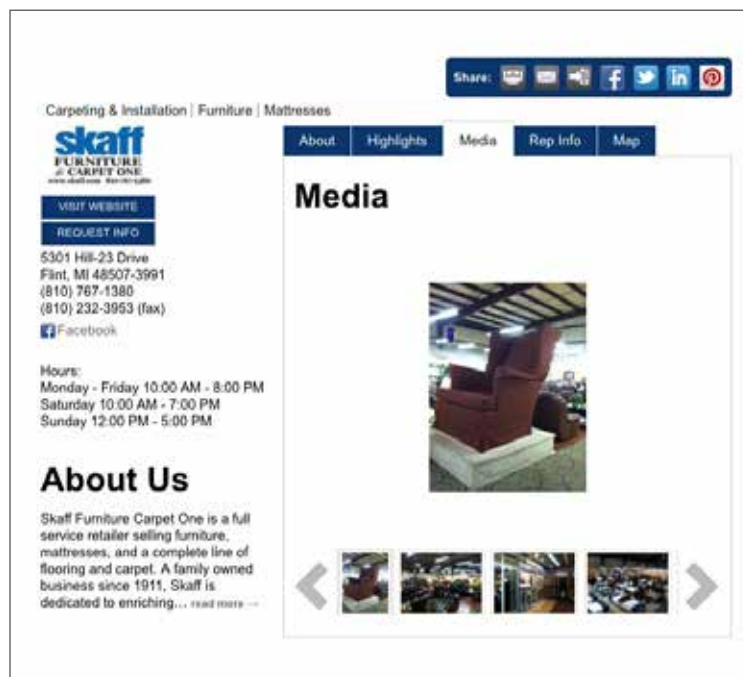 Share:
Carpeting & Installation | Furniture | Mattresses
skaff
FURNITURE
& CARPET ONE
VISIT WEBSITE
REQUEST INFO
5301 Hill-23 Drive
Flint, MI 48507-3991
(810) 767-1380
(810) 232-3953 (fax)
Facebook
Hours:
Monday - Friday 10:00 AM - 8:00 PM
Saturday 10:00 AM - 7:00 PM
Sunday 12:00 PM - 5:00 PM
About Us
Skaff Furniture Carpet One is a full
service retailer selling furniture,
mattresses, and a complete line of
flooring and carpet. A family owned
business since 1911, Skaff is
dedicated to enriching... read more →
About Highlights Media Rep Info Map
Media